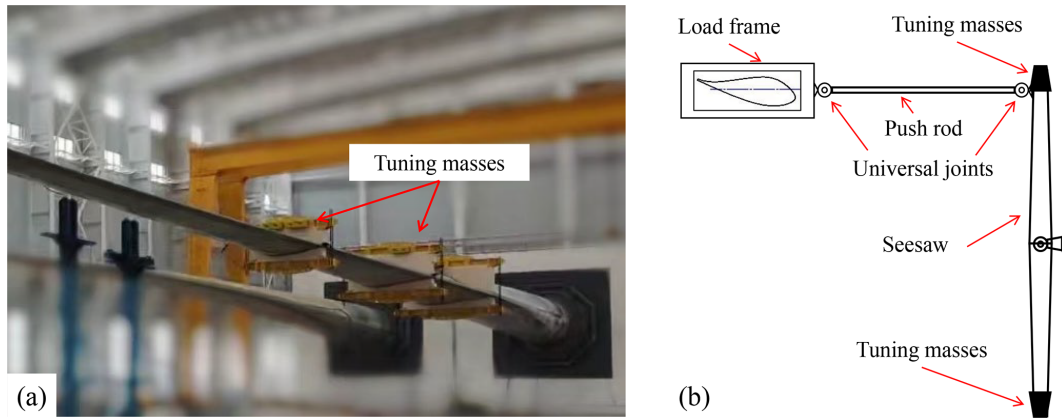 Tuning masses
(a)
Load frame
Tuning masses
Push rod
Universal joints
Seesaw
Tuning masses
(b)